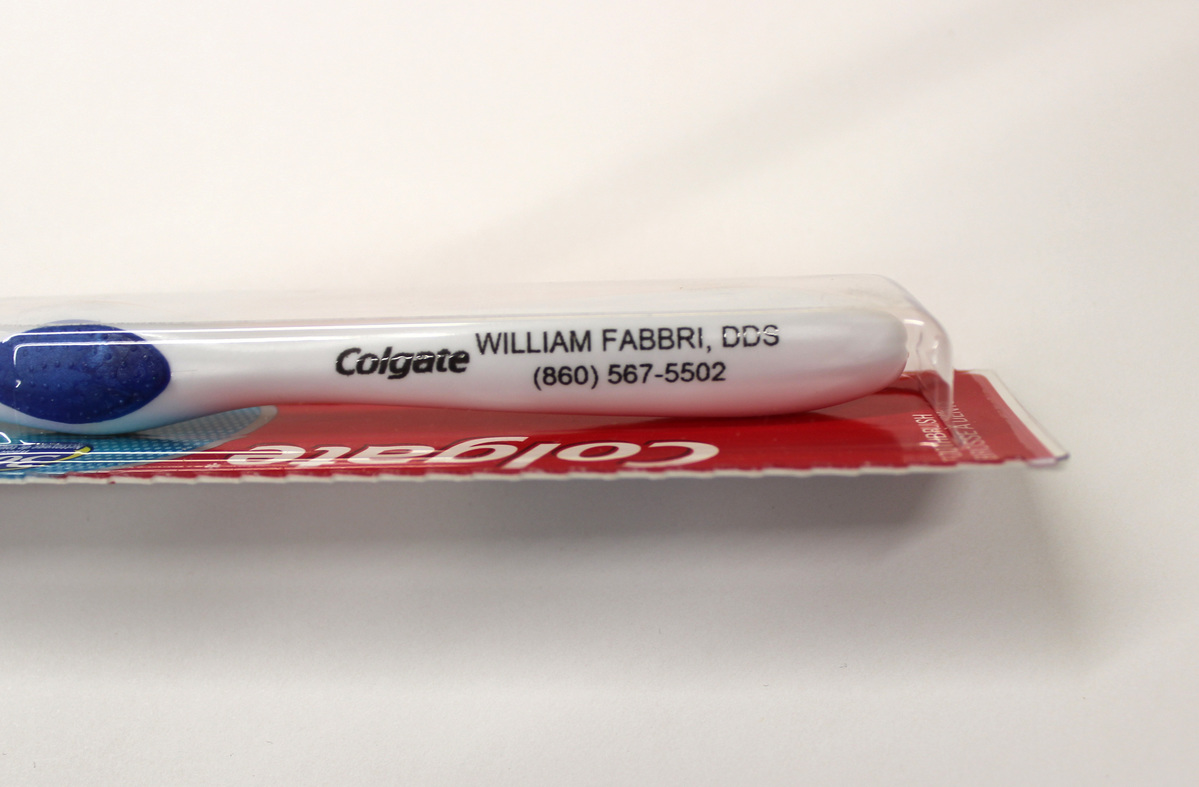 Colgate
WILLIAM FABBRI, DDS
(860) 567-5502
Colgate